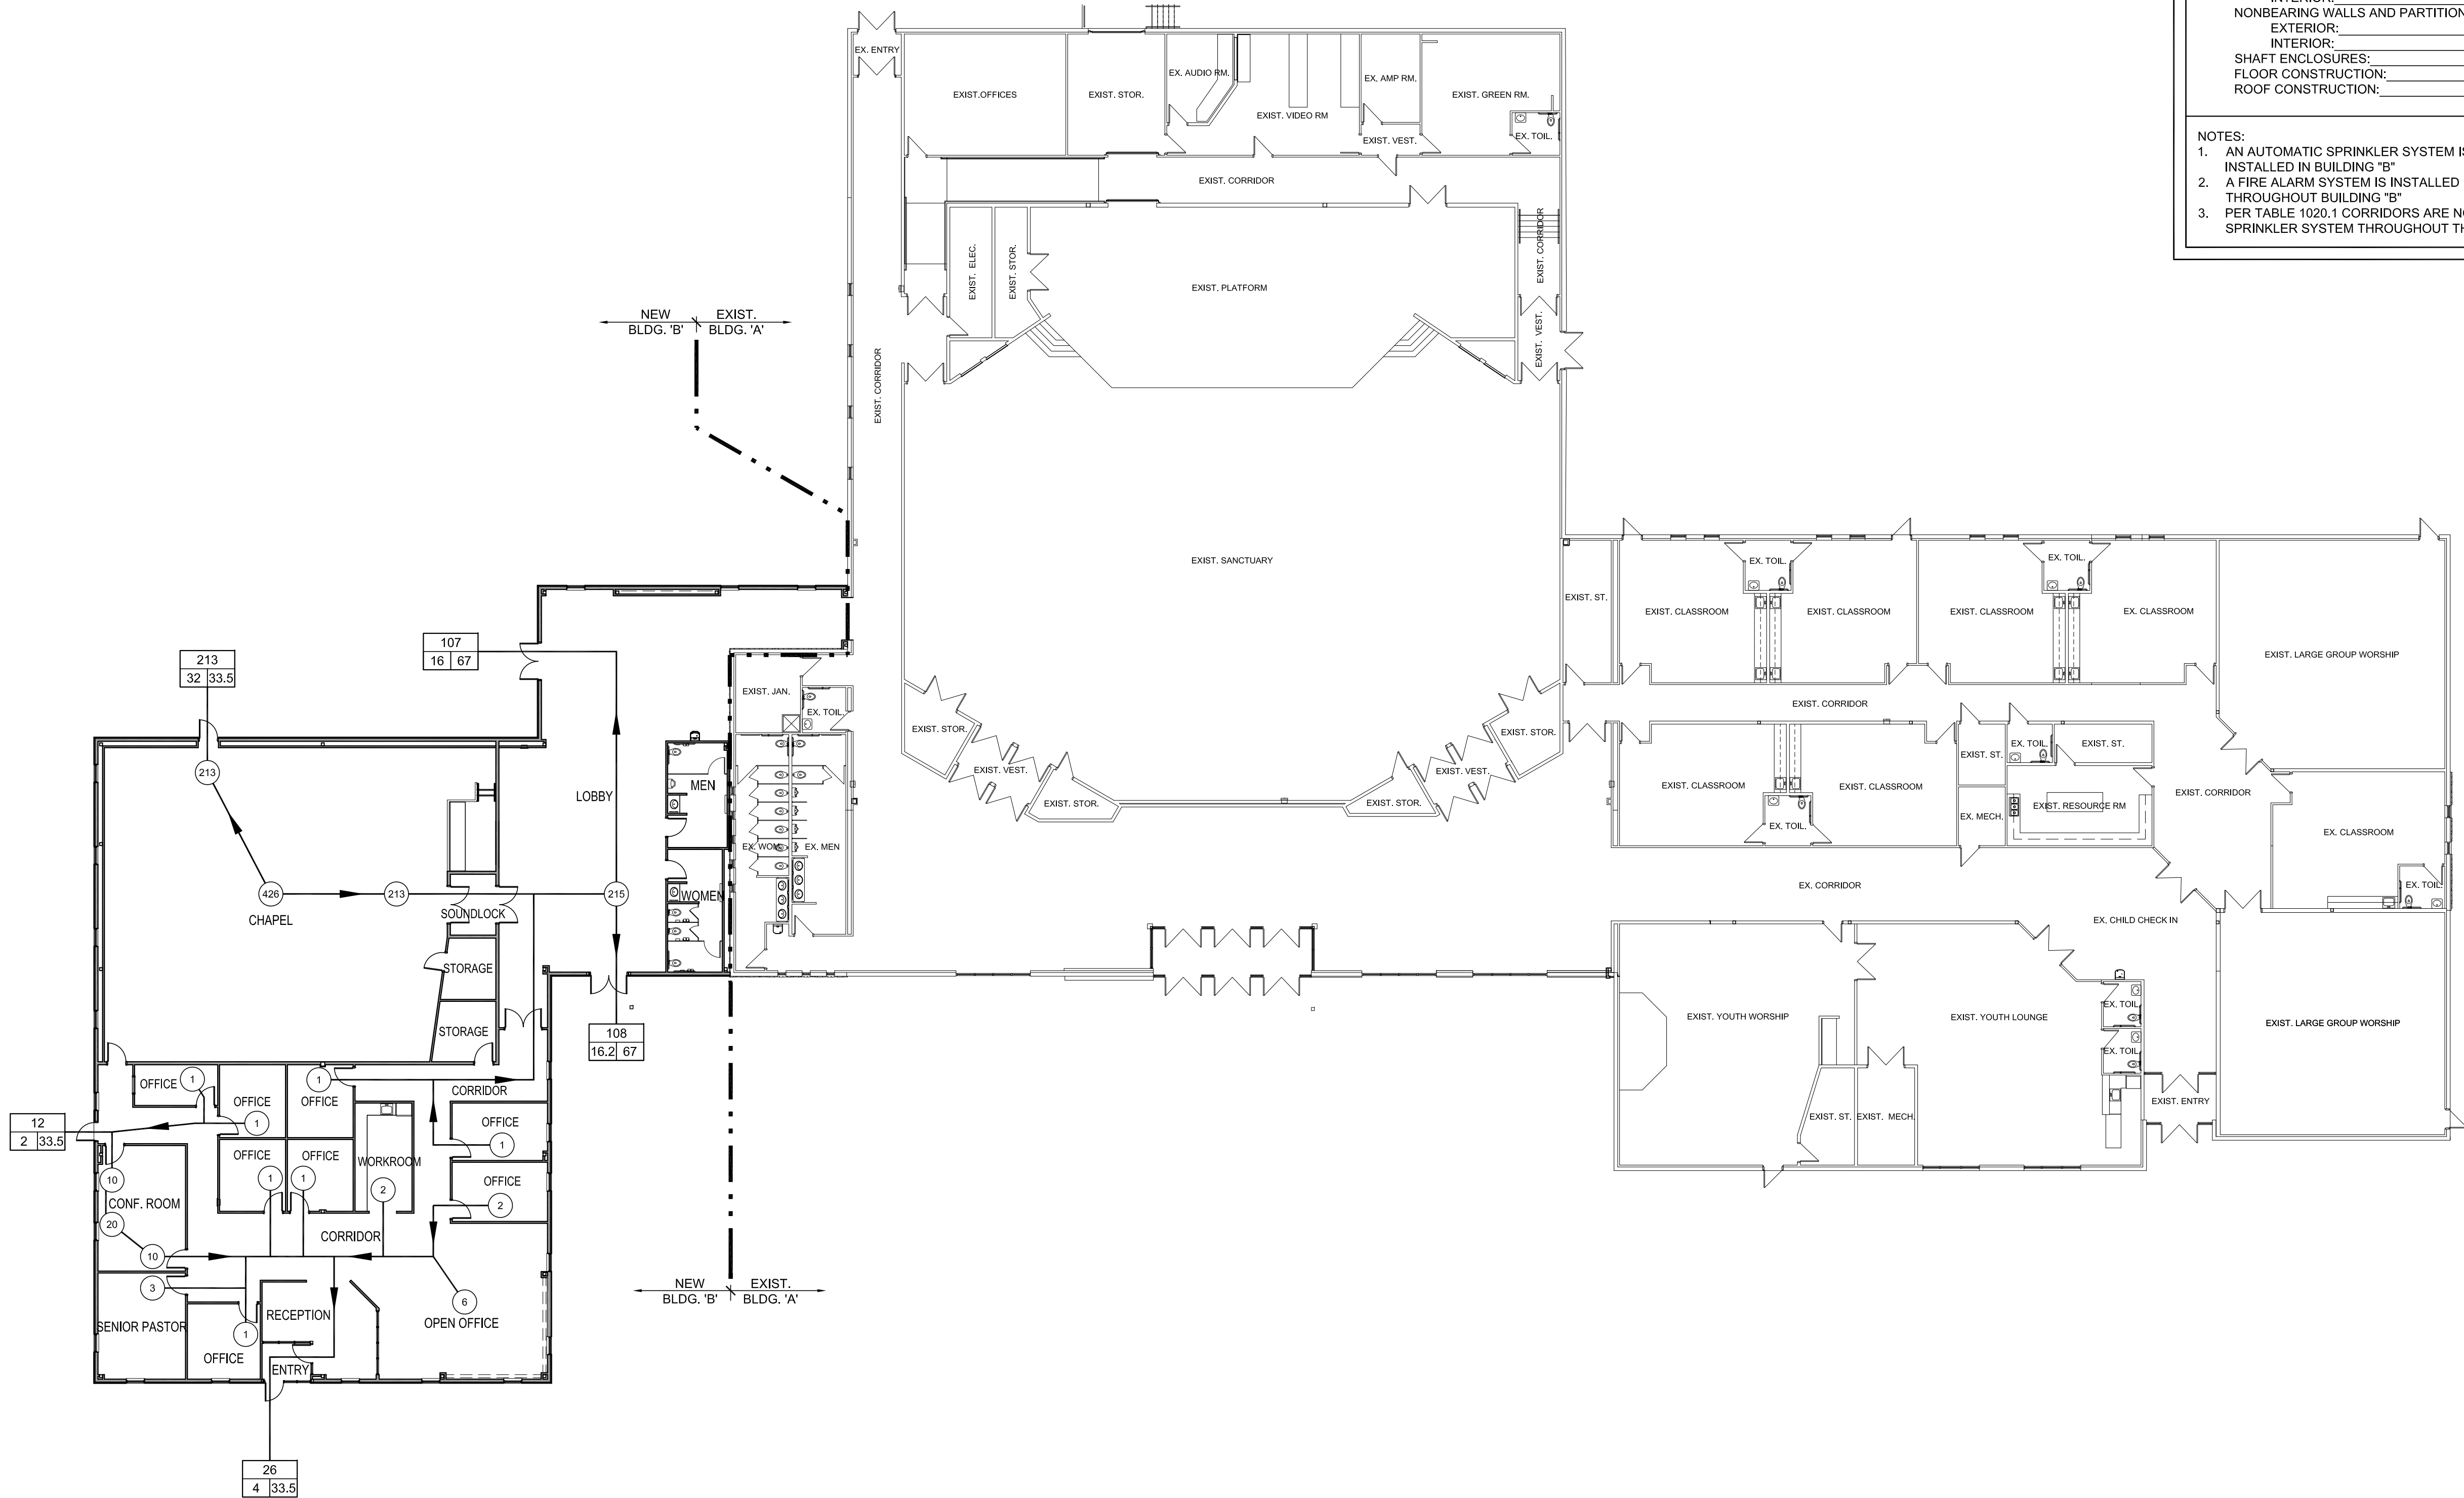 INTERIOR:
NONBEARING WALLS AND PARTITION
EXTERIOR:
INTERIOR:
SHAFT ENCLOSURES:
FLOOR CONSTRUCTION:
ROOF CONSTRUCTION:
NOTES:
1. AN AUTOMATIC SPRINKLER SYSTEM IS
INSTALLED IN BUILDING "B"
2. A FIRE ALARM SYSTEM IS INSTALLED
THROUGHOUT BUILDING "B"
3. PER TABLE 1020.1 CORRIDORS ARE NO
SPRINKLER SYSTEM THROUGHOUT TH
EX. ENTRY
EXIST.OFFICES
EXIST. STOR.
EX. AUDIO RM.
EXIST. VIDEO RM
EX. AMP RM.
EXIST. VEST.
EXIST. GREEN RM.
EX. TOIL.
EXIST. CORRIDOR
EXIST. ELEC.
EXIST. STOR.
EXIST. PLATFORM
EXIST. CORRIDOR
EXIST. VEST.
EXIST. CORRIDOR
NEW EXIST.
BLDG. 'B' BLDG. 'A'
EXIST. SANCTUARY
EXIST. ST.
EXIST. CLASSROOM
EX. TOIL.
EXIST. CLASSROOM
EXIST. CLASSROOM
EX. TOIL.
EX. CLASSROOM
EXIST. LARGE GROUP WORSHIP
EXIST. CORRIDOR
EXIST. JAN.
EX. TOIL.
EXIST. STOR.
EXIST. VEST.
EXIST. STOR.
EXIST. STOR.
EXIST. VEST.
EXIST. STOR.
EXIST. CLASSROOM
EX. TOIL.
EXIST. CLASSROOM
EXIST. ST.
EX. TOIL.
EXIST. ST.
EX. MECH.
EXIST. RESOURCE RM
EXIST. CORRIDOR
EX. CLASSROOM
EX. TOIL.
EX. WOM.
EX. MEN
EX. CORRIDOR
EX. CHILD CHECK IN
EXIST. YOUTH WORSHIP
EXIST. YOUTH LOUNGE
EX. TOIL.
EX. TOIL.
EXIST. ST.
EXIST. MECH.
EXIST. ENTRY
EXIST. LARGE GROUP WORSHIP
107
16 67
213
32 33.5
213
LOBBY
MEN
426
213
215
CHAPEL
SOUNDLOCK
WOMEN
STORAGE
STORAGE
108
16.2 67
OFFICE
1
OFFICE
1
1
OFFICE
CORRIDOR
OFFICE
1
12
2 33.5
OFFICE
1
OFFICE
1
WORKROOM
2
OFFICE
2
10
CONF. ROOM
20
10
CORRIDOR
3
SENIOR PASTOR
1
OFFICE
RECEPTION
ENTRY
6
OPEN OFFICE
NEW EXIST.
BLDG. 'B' BLDG. 'A'
26
4 33.5